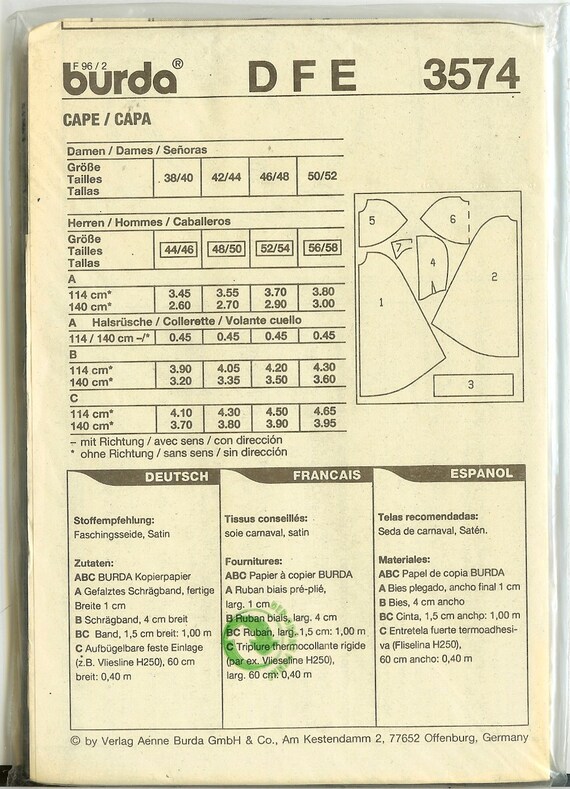 F 96 / 2
burda® D F E 3574
CAPE / CAPA
Damen / Dames / Señoras
Größe
Tailles
Tallas
38/40 42/44 46/48 50/52
Herren / Hommes / Caballeros
Größe
Tailles
Tallas
44/46 48/50 52/54 56/58
A
114 cm* 3.45 3.55 3.70 3.80
140 cm* 2.60 2.70 2.90 3.00
A Halsrüsche / Collerette / Volante cuello
114 / 140 cm –/* 0.45 0.45 0.45 0.45
B
114 cm* 3.90 4.05 4.20 4.30
140 cm* 3.20 3.35 3.50 3.60
C
114 cm* 4.10 4.30 4.50 4.65
140 cm* 3.70 3.80 3.90 3.95
– mit Richtung / avec sens / con dirección
* ohne Richtung / sans sens / sin dirección
5
6
7
4
2
1
3
DEUTSCH
Stoffempfehlung:
Faschingsseide, Satin
Zutaten:
ABC BURDA Kopierpapier
A Gefalztes Schrägband, fertige
Breite 1 cm
B Schrägband, 4 cm breit
BC Band, 1,5 cm breit: 1,00 m
C Aufbügelbare feste Einlage
(z.B. Vlieseline H250), 60 cm
breit: 0,40 m
FRANCAIS
Tissus conseillés:
soie carnaval, satin
Fournitures:
ABC Papier à copier BURDA
A Ruban biais pré-plié,
larg. 1 cm
B Ruban biais, larg. 4 cm
BC Ruban, larg. 1,5 cm: 1,00 m
C Triplure thermocollante rigide
(par ex. Vlieseline H250),
larg. 60 cm: 0,40 m
ESPANOL
Telas recomendadas:
Seda de carnaval, Satén.
Materiales:
ABC Papel de copia BURDA
A Bies plegado, ancho final 1 cm
B Bies, 4 cm ancho
BC Cinta, 1,5 cm ancho: 1,00 m
C Entretela fuerte termoadhesi-
va (Fliselina H250),
60 cm ancho: 0,40 m
© by Verlag Aenne Burda GmbH & Co., Am Kestendamm 2, 77652 Offenburg, Germany